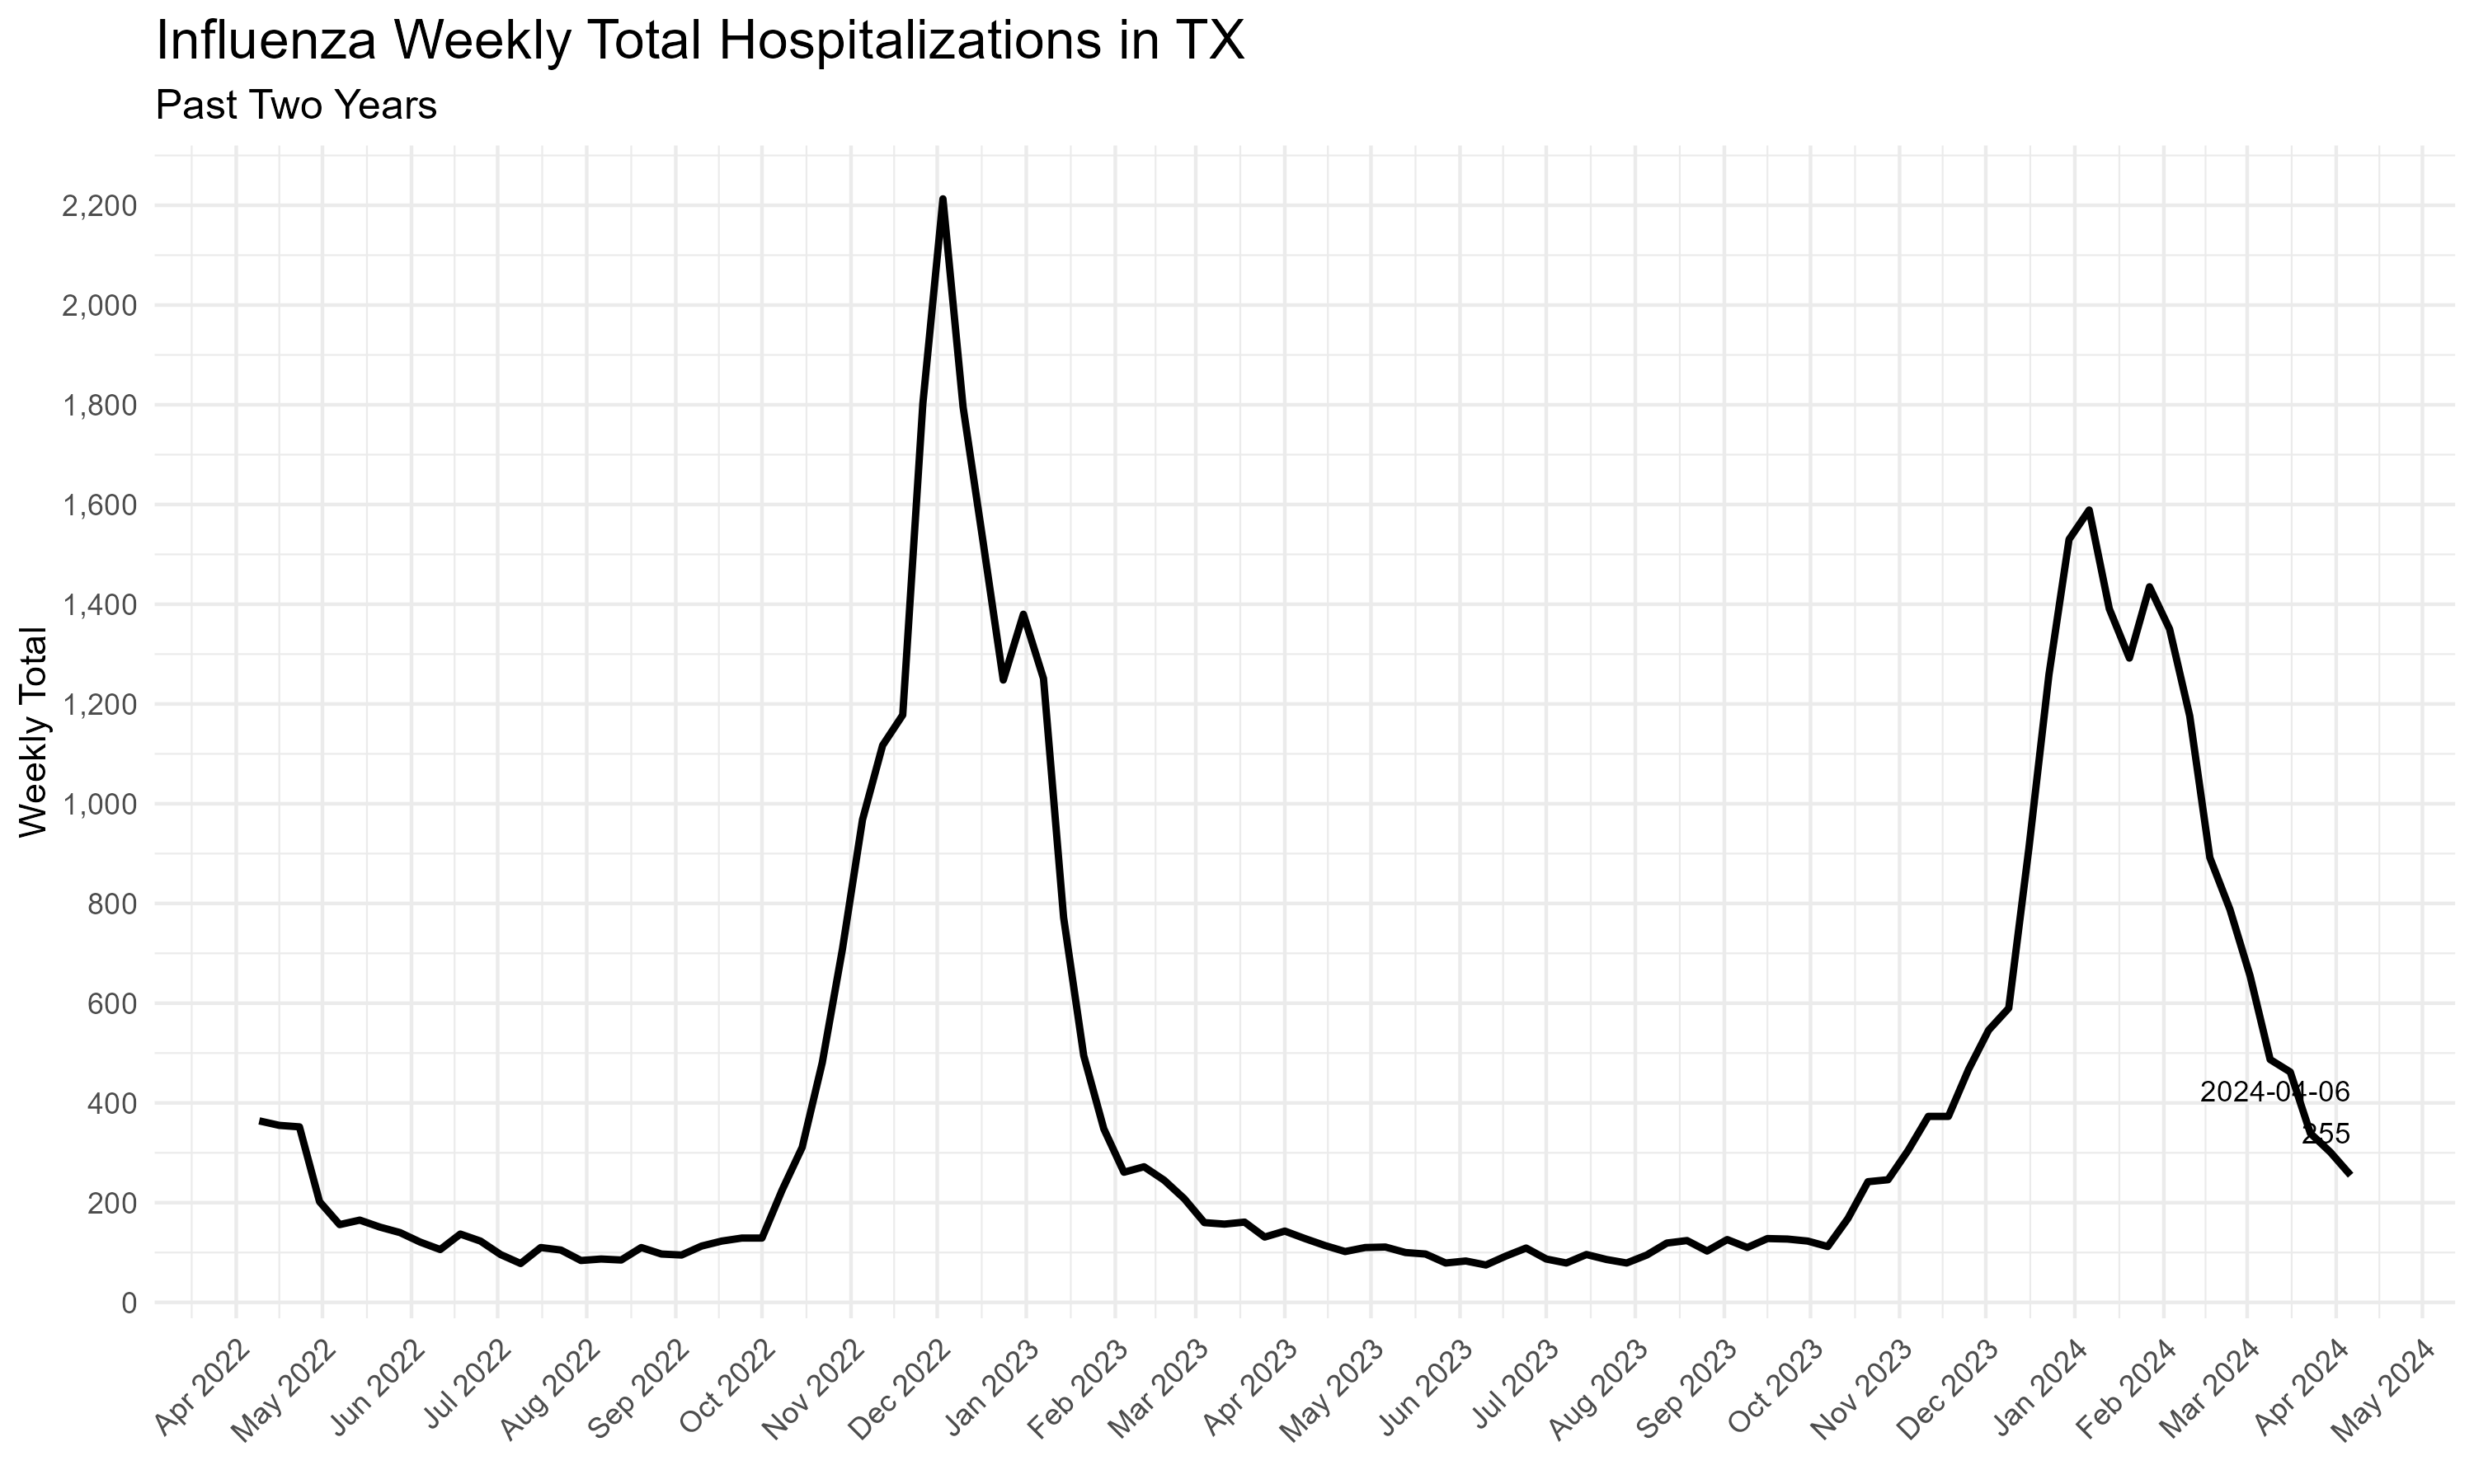 Influenza Weekly Total Hospitalizations in TX
Past Two Years
Weekly Total
2,200
2,000
1,800
1,600
1,400
1,200
1,000
800
600
400
200
0
2024-04-06
255
Apr 2022
May 2022
Jun 2022
Jul 2022
Aug 2022
Sep 2022
Oct 2022
Nov 2022
Dec 2022
Jan 2023
Feb 2023
Mar 2023
Apr 2023
May 2023
Jun 2023
Jul 2023
Aug 2023
Sep 2023
Oct 2023
Nov 2023
Dec 2023
Jan 2024
Feb 2024
Mar 2024
Apr 2024
May 2024